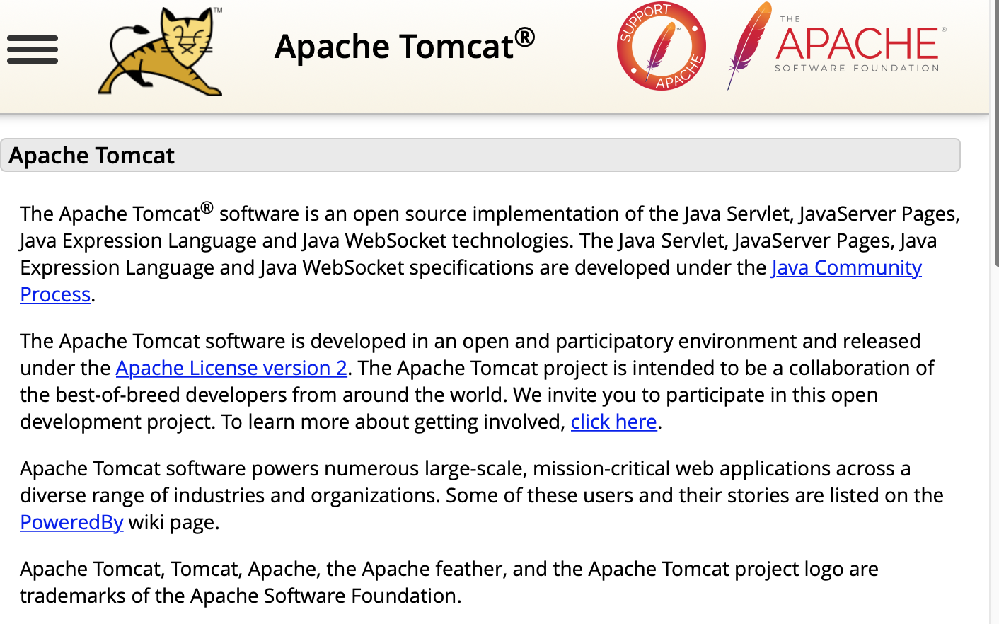 TM
Apache Tomcat®
SUPPORT
APACHE
™
THE
APACHE®
SOFTWARE FOUNDATION
Apache Tomcat
The Apache Tomcat® software is an open source implementation of the Java Servlet, JavaServer Pages,
Java Expression Language and Java WebSocket technologies. The Java Servlet, JavaServer Pages, Java
Expression Language and Java WebSocket specifications are developed under the Java Community
Process.
The Apache Tomcat software is developed in an open and participatory environment and released
under the Apache License version 2. The Apache Tomcat project is intended to be a collaboration of
the best-of-breed developers from around the world. We invite you to participate in this open
development project. To learn more about getting involved, click here.
Apache Tomcat software powers numerous large-scale, mission-critical web applications across a
diverse range of industries and organizations. Some of these users and their stories are listed on the
PoweredBy wiki page.
Apache Tomcat, Tomcat, Apache, the Apache feather, and the Apache Tomcat project logo are
trademarks of the Apache Software Foundation.